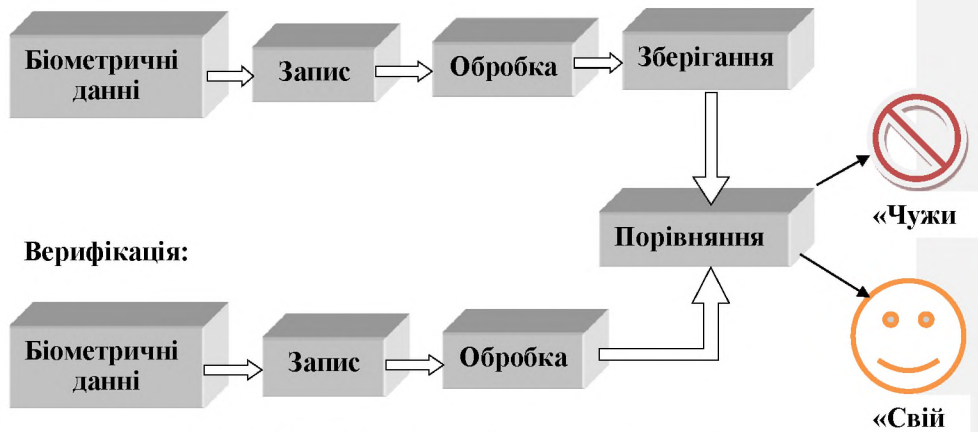 Біометричні
данні
Запис
Обробка
Зберігання
Порівняння
«Чужи
Верифікація:
Біометричні
данні
Запис
Обробка
«Свій